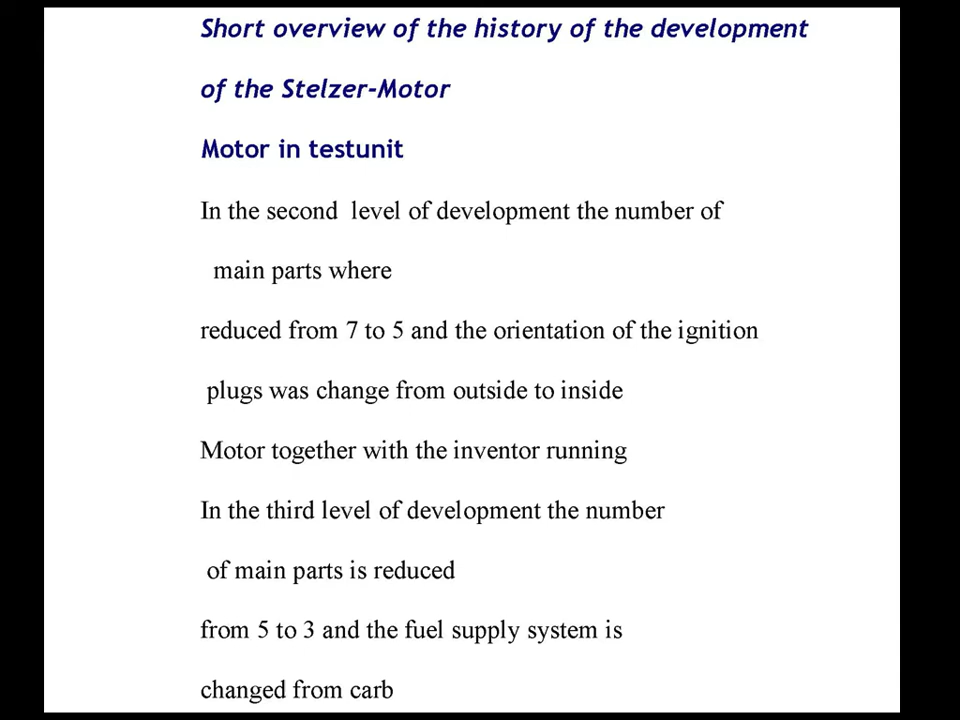 Short overview of the history of the development
of the Stelzer-Motor
Motor in testunit
In the second level of development the number of
main parts where
reduced from 7 to 5 and the orientation of the ignition
plugs was change from outside to inside
Motor together with the inventor running
In the third level of development the number
of main parts is reduced
from 5 to 3 and the fuel supply system is
changed from carb